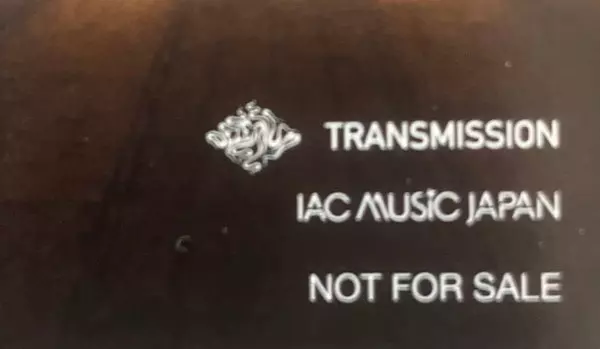 TRANSMISSION
IAC MUSiC JAPAN
NOT FOR SALE